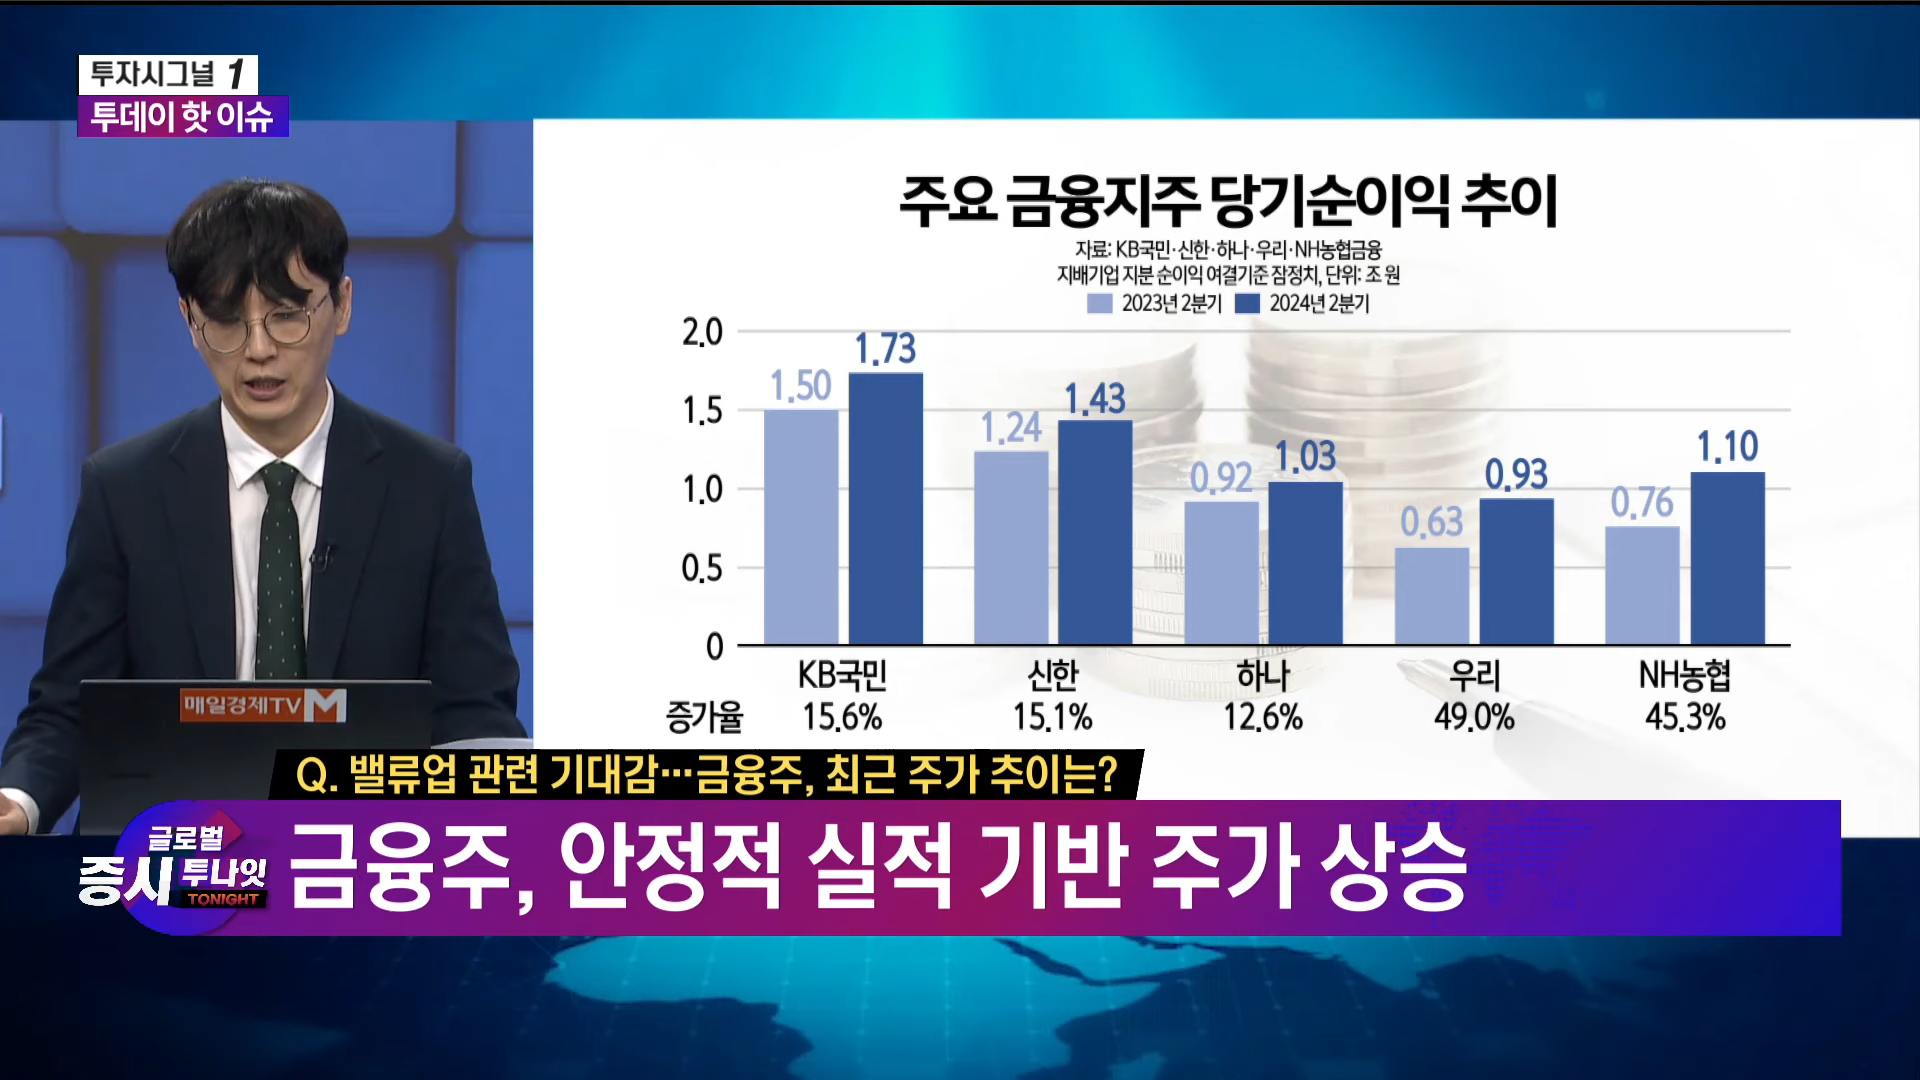 투자시그널 1
투데이 핫 이슈
주요 금융지주 당기순이익 추이
자료: KB국민·신한·하나·우리·NH농협금융
지배기업 지분 순이익 여결기준 잠정치, 단위: 조 원
2023년 2분기 2024년 2분기
2.0
1.5
1.0
0.5
0
1.50 1.73 1.24 1.43 0.92 1.03 0.63 0.93 0.76 1.10
KB국민 신한 하나 우리 NH농협
증가율 15.6% 15.1% 12.6% 49.0% 45.3%
매일경제TV M
Q. 밸류업 관련 기대감…금융주, 최근 주가 추이는?
글로벌
증시 투나잇
TONIGHT
금융주, 안정적 실적 기반 주가 상승